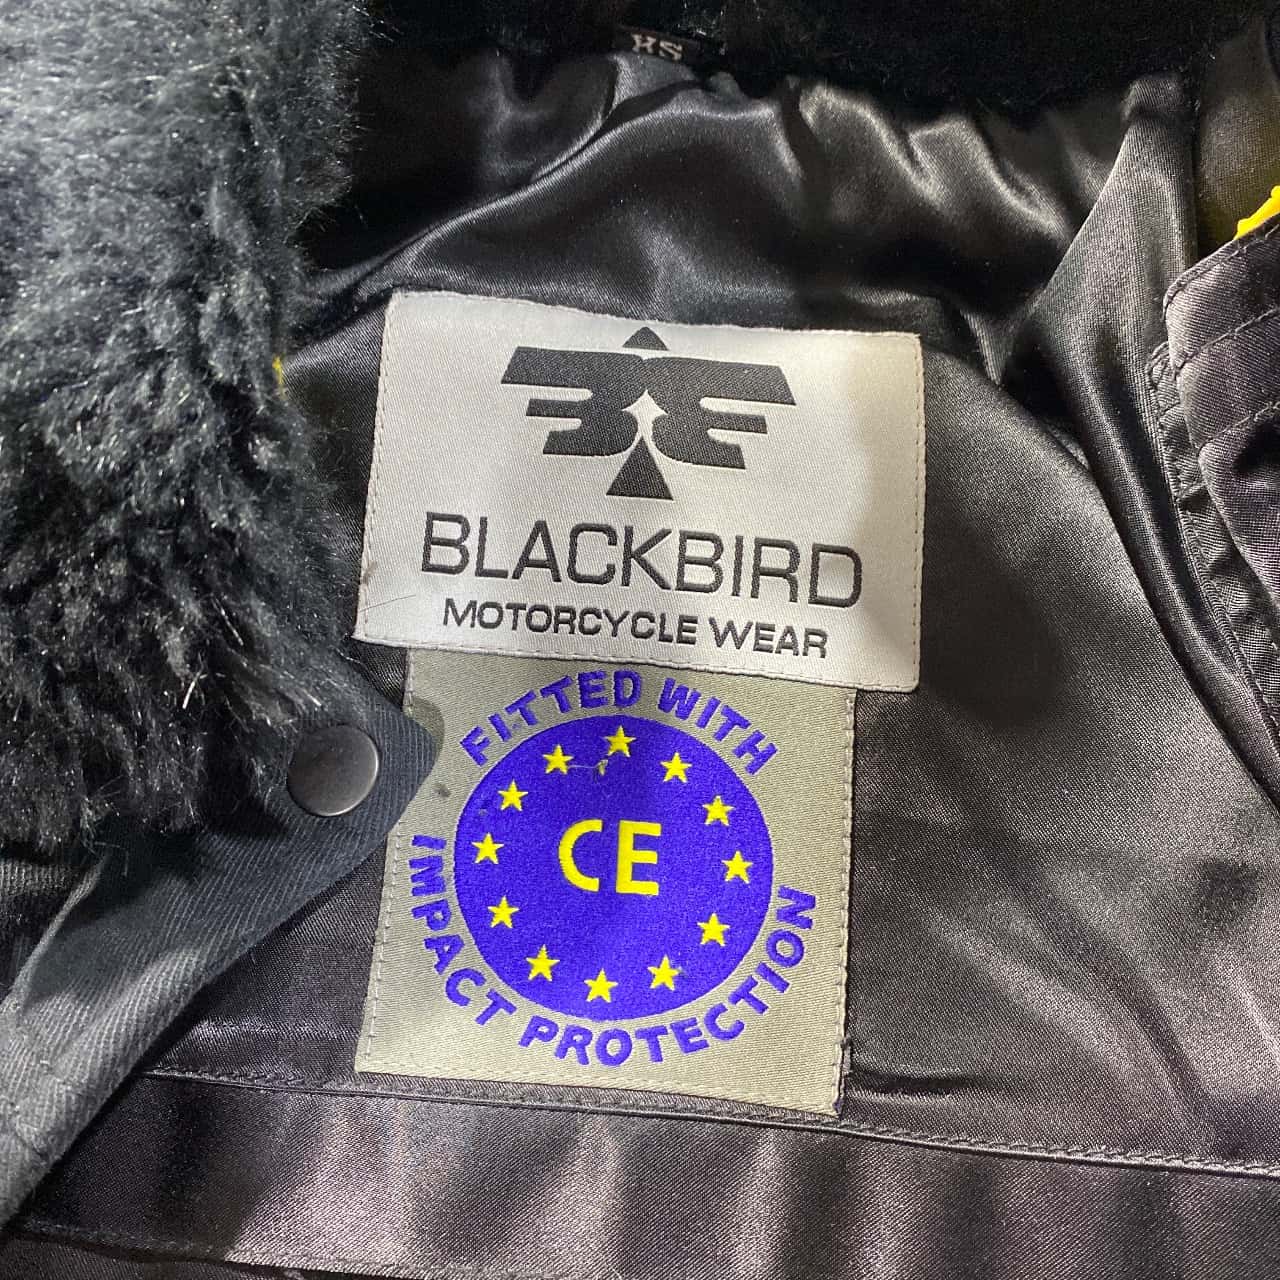 XS
BLACKBIRD
MOTORCYCLE WEAR
FITTED WITH
CE
IMPACT PROTECTION